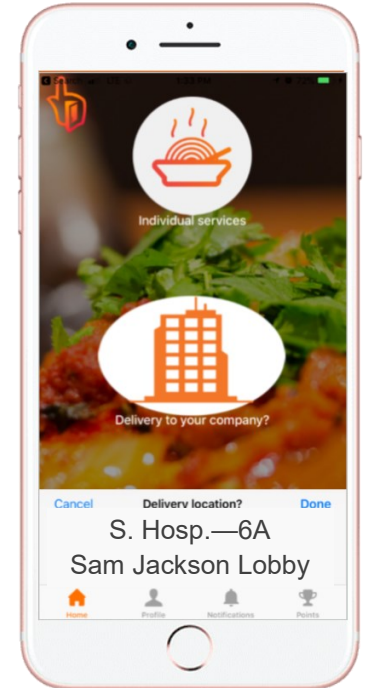 Individual services
Delivery to your company?
Cancel Delivery location? Done
S. Hosp.—6A
Sam Jackson Lobby
Home Profile Notifications Points